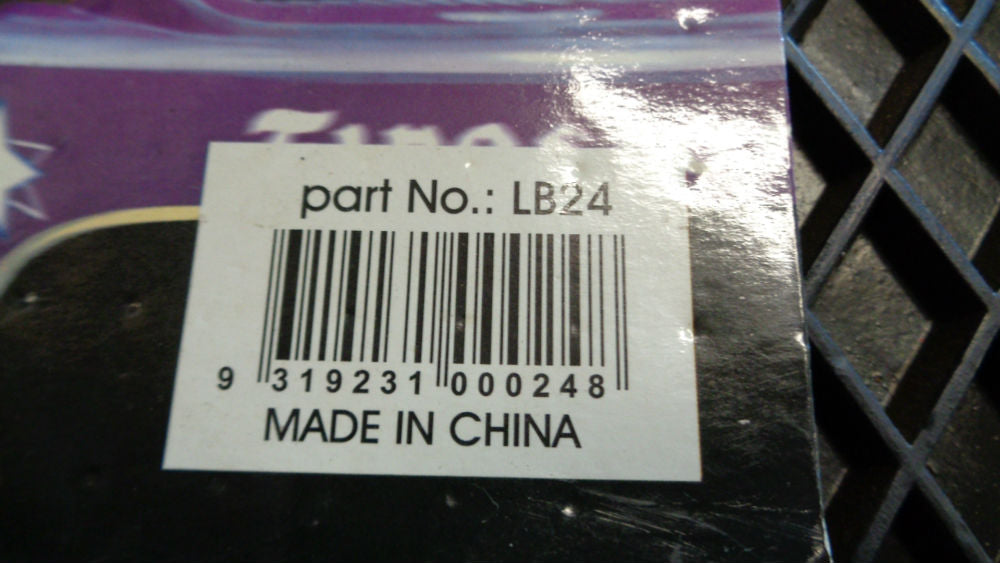 part No.: LB24
9 319231 000248
MADE IN CHINA